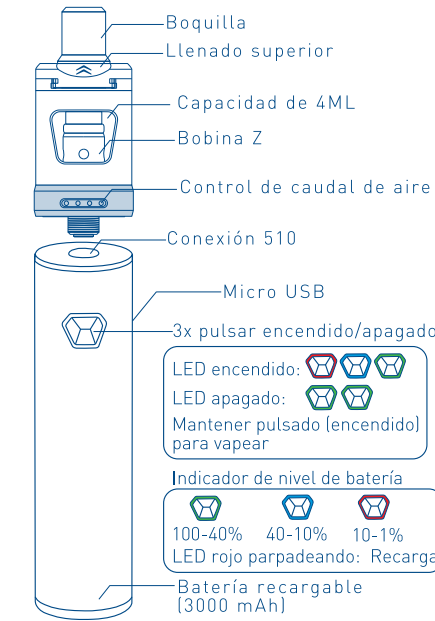 Boquilla
Llenado superior
Capacidad de 4ML
Bobina Z
Control de caudal de aire
Conexión 510
Micro USB
3x pulsar encendido/apagado
LED encendido:
LED apagado:
Mantener pulsado (encendido)
para vapear
Indicador de nivel de batería
100-40% 40-10% 10-1%
LED rojo parpadeando: Recarga
Batería recargable
(3000 mAh)